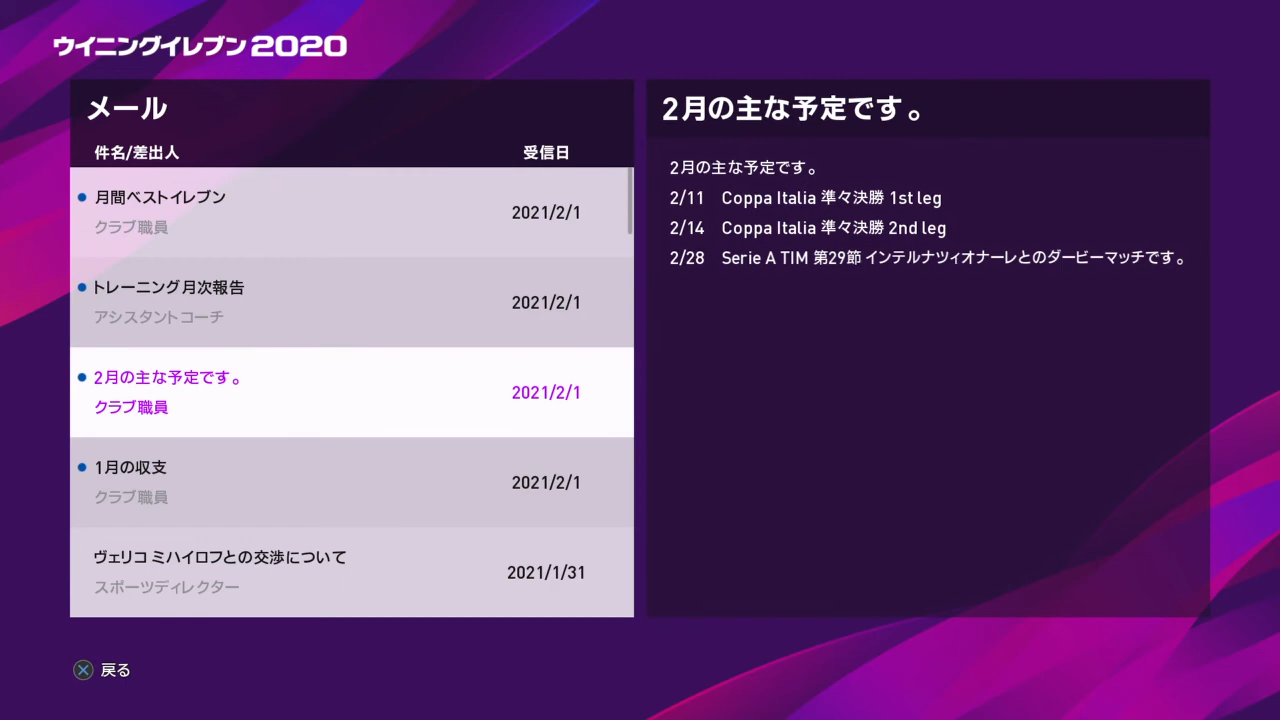 ウイニングイレブン2020
メール
件名/差出人 受信日
月間ベストイレブン
クラブ職員
2021/2/1
トレーニング月次報告
アシスタントコーチ
2021/2/1
2月の主な予定です。
クラブ職員
2021/2/1
1月の収支
クラブ職員
2021/2/1
ヴェリコ ミハイロフとの交渉について
スポーツディレクター
2021/1/31
2月の主な予定です。
2月の主な予定です。
2/11 Coppa Italia 準々決勝 1st leg
2/14 Coppa Italia 準々決勝 2nd leg
2/28 Serie A TIM 第29節 インテルナツィオナーレとのダービーマッチです。
戻る